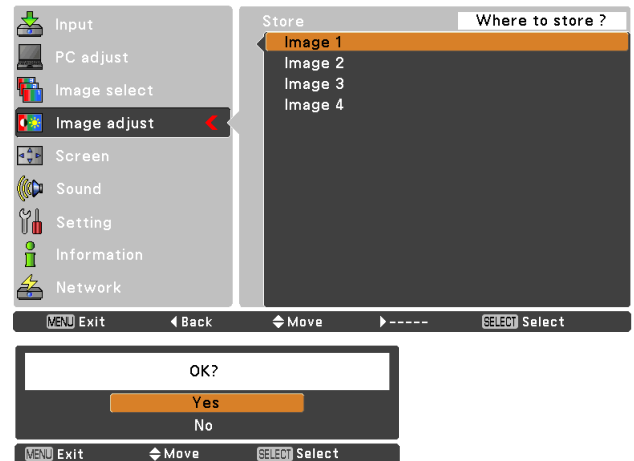 Input
PC adjust
Image select
Image adjust
Screen
Sound
Setting
Information
Network
Store
Where to store ?
Image 1
Image 2
Image 3
Image 4
MENU Exit Back Move ----- SELECT Select
OK?
Yes
No
MENU Exit Move SELECT Select